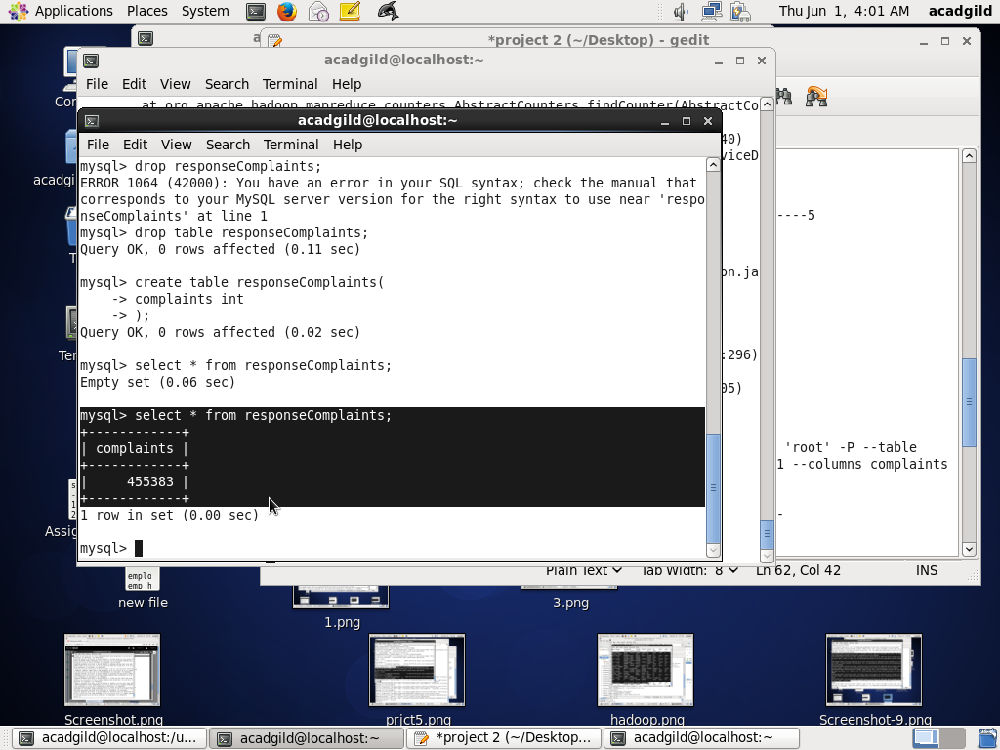 Applications Places System
Thu Jun 1, 4:01 AM acadgild
*project 2 (~/Desktop) - gedit
acadgild@localhost:~
File Edit View Search Terminal Help
at org.apache.hadoop.mapreduce.counters.AbstractCounters.findCounter(AbstractCo
acadgild@localhost:~
File Edit View Search Terminal Help
mysql> drop responseComplaints;
ERROR 1064 (42000): You have an error in your SQL syntax; check the manual that
corresponds to your MySQL server version for the right syntax to use near 'respo
nseComplaints' at line 1
mysql> drop table responseComplaints;
Query OK, 0 rows affected (0.11 sec)
mysql> create table responseComplaints(
-> complaints int
-> );
Query OK, 0 rows affected (0.02 sec)
mysql> select * from responseComplaints;
Empty set (0.06 sec)
mysql> select * from responseComplaints;
+------------+
| complaints |
+------------+
|     455383 |
+------------+
1 row in set (0.00 sec)
mysql>
40)
viceD
----5
on.ja
:296)
05)
'root' -P --table
1 --columns complaints
-
Plain Text Tab Width: 8 Ln 62, Col 42 INS
new file
1.png
3.png
Screenshot.png
prjct5.png
hadoop.png
Screenshot-9.png
acadgild@localhost:/u...
acadgild@localhost:~
*project 2 (~/Desktop...
acadgild@localhost:~